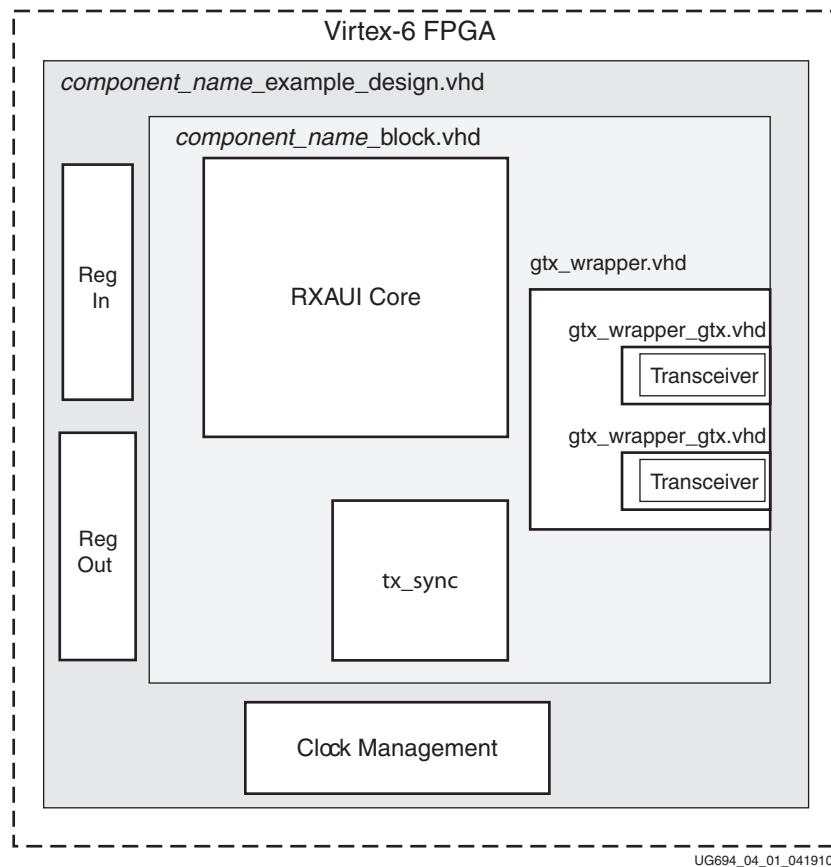 Virtex-6 FPGA
component_name_example_design.vhd
component_name_block.vhd
Reg
In
RXAUI Core
gtx_wrapper.vhd
gtx_wrapper_gtx.vhd
Transceiver
gtx_wrapper_gtx.vhd
Transceiver
Reg
Out
tx_sync
Clock Management
UG694_04_01_041910